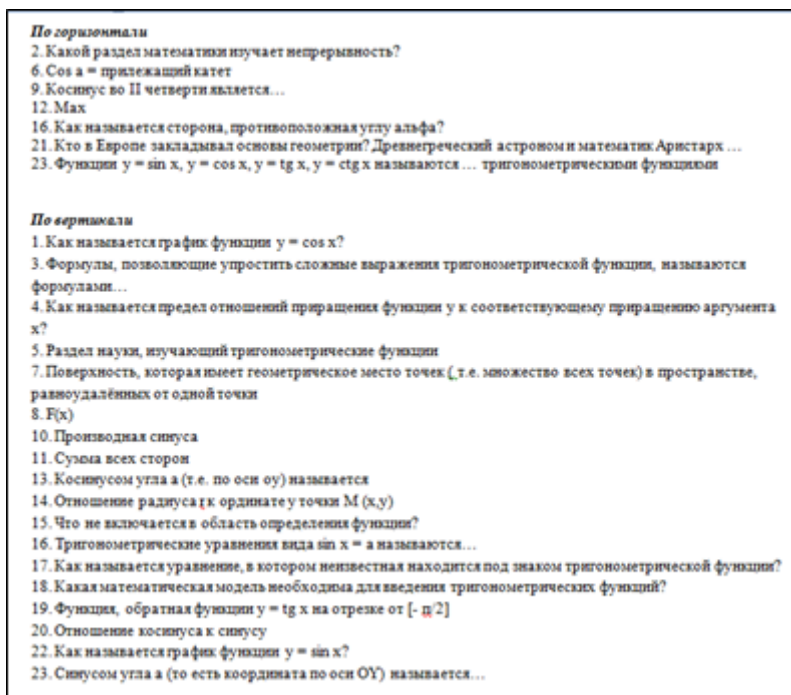 По горизонтали
2. Какой раздел математики изучает непрерывность?
6. Cos a = прилежащий катет
9. Косинус во II четверти является…
12. Max
16. Как называется сторона, противоположная углу альфа?
21. Кто в Европе закладывал основы геометрии? Древнегреческий астроном и математик Аристарх …
23. Функции y = sin x, y = cos x, y = tg x, y = ctg x называются … тригонометрическими функциями
По вертикали
1. Как называется график функции y = cos x?
3. Формулы, позволяющие упростить сложные выражения тригонометрической функции, называются
формулами…
4. Как называется предел отношений приращения функции y к соответствующему приращению аргумента
x?
5. Раздел науки, изучающий тригонометрические функции
7. Поверхность, которая имеет геометрическое место точек ( т.е. множество всех точек) в пространстве,
равноудалённых от одной точки
8. F(x)
10. Производная синуса
11. Сумма всех сторон
13. Косинусом угла a (т.е. по оси оу) называется
14. Отношение радиуса r к ординате y точки M (x,y)
15. Что не включается в область определения функции?
16. Тригонометрические уравнения вида sin x = a называются…
17. Как называется уравнение, в котором неизвестная находится под знаком тригонометрической функции?
18. Какая математическая модель необходима для введения тригонометрических функций?
19. Функция, обратная функции y = tg x на отрезке от [- п/2]
20. Отношение косинуса к синусу
22. Как называется график функции y = sin x?
23. Синусом угла a (то есть координата по оси OY) называется…